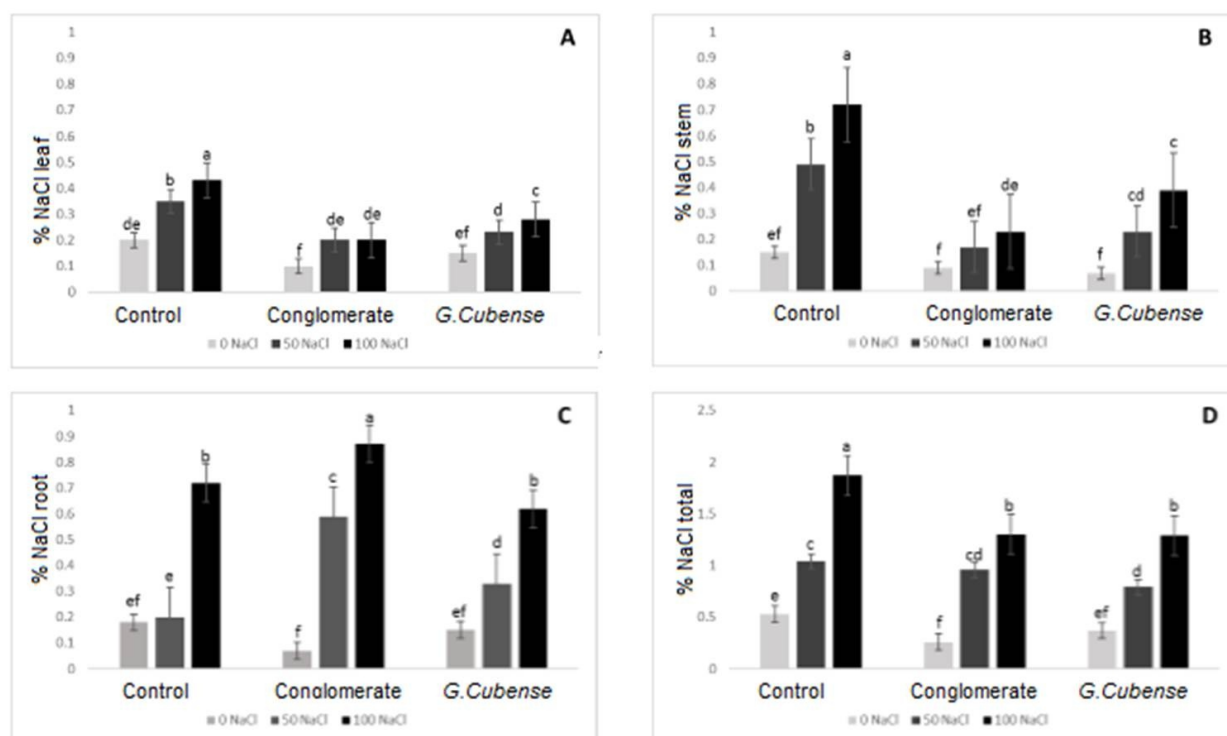 A
% NaCl leaf
1
0.9
0.8
0.7
0.6
0.5
0.4
0.3
0.2
0.1
0
de
b
a
f
de
de
ef
d
c
Control Conglomerate G.Cubense
0 NaCl 50 NaCl 100 NaCl
B
% NaCl stem
1
0.9
0.8
0.7
0.6
0.5
0.4
0.3
0.2
0.1
0
ef
b
a
f
ef
de
f
cd
c
Control Conglomerate G.Cubense
0 NaCl 50 NaCl 100 NaCl
C
% NaCl root
1
0.9
0.8
0.7
0.6
0.5
0.4
0.3
0.2
0.1
0
ef
e
b
f
c
a
ef
d
b
Control Conglomerate G.Cubense
0 NaCl 50 NaCl 100 NaCl
D
% NaCl total
2.5
2
1.5
1
0.5
0
e
c
a
f
cd
b
ef
d
b
Control Conglomerate G.Cubense
0 NaCl 50 NaCl 100 NaCl